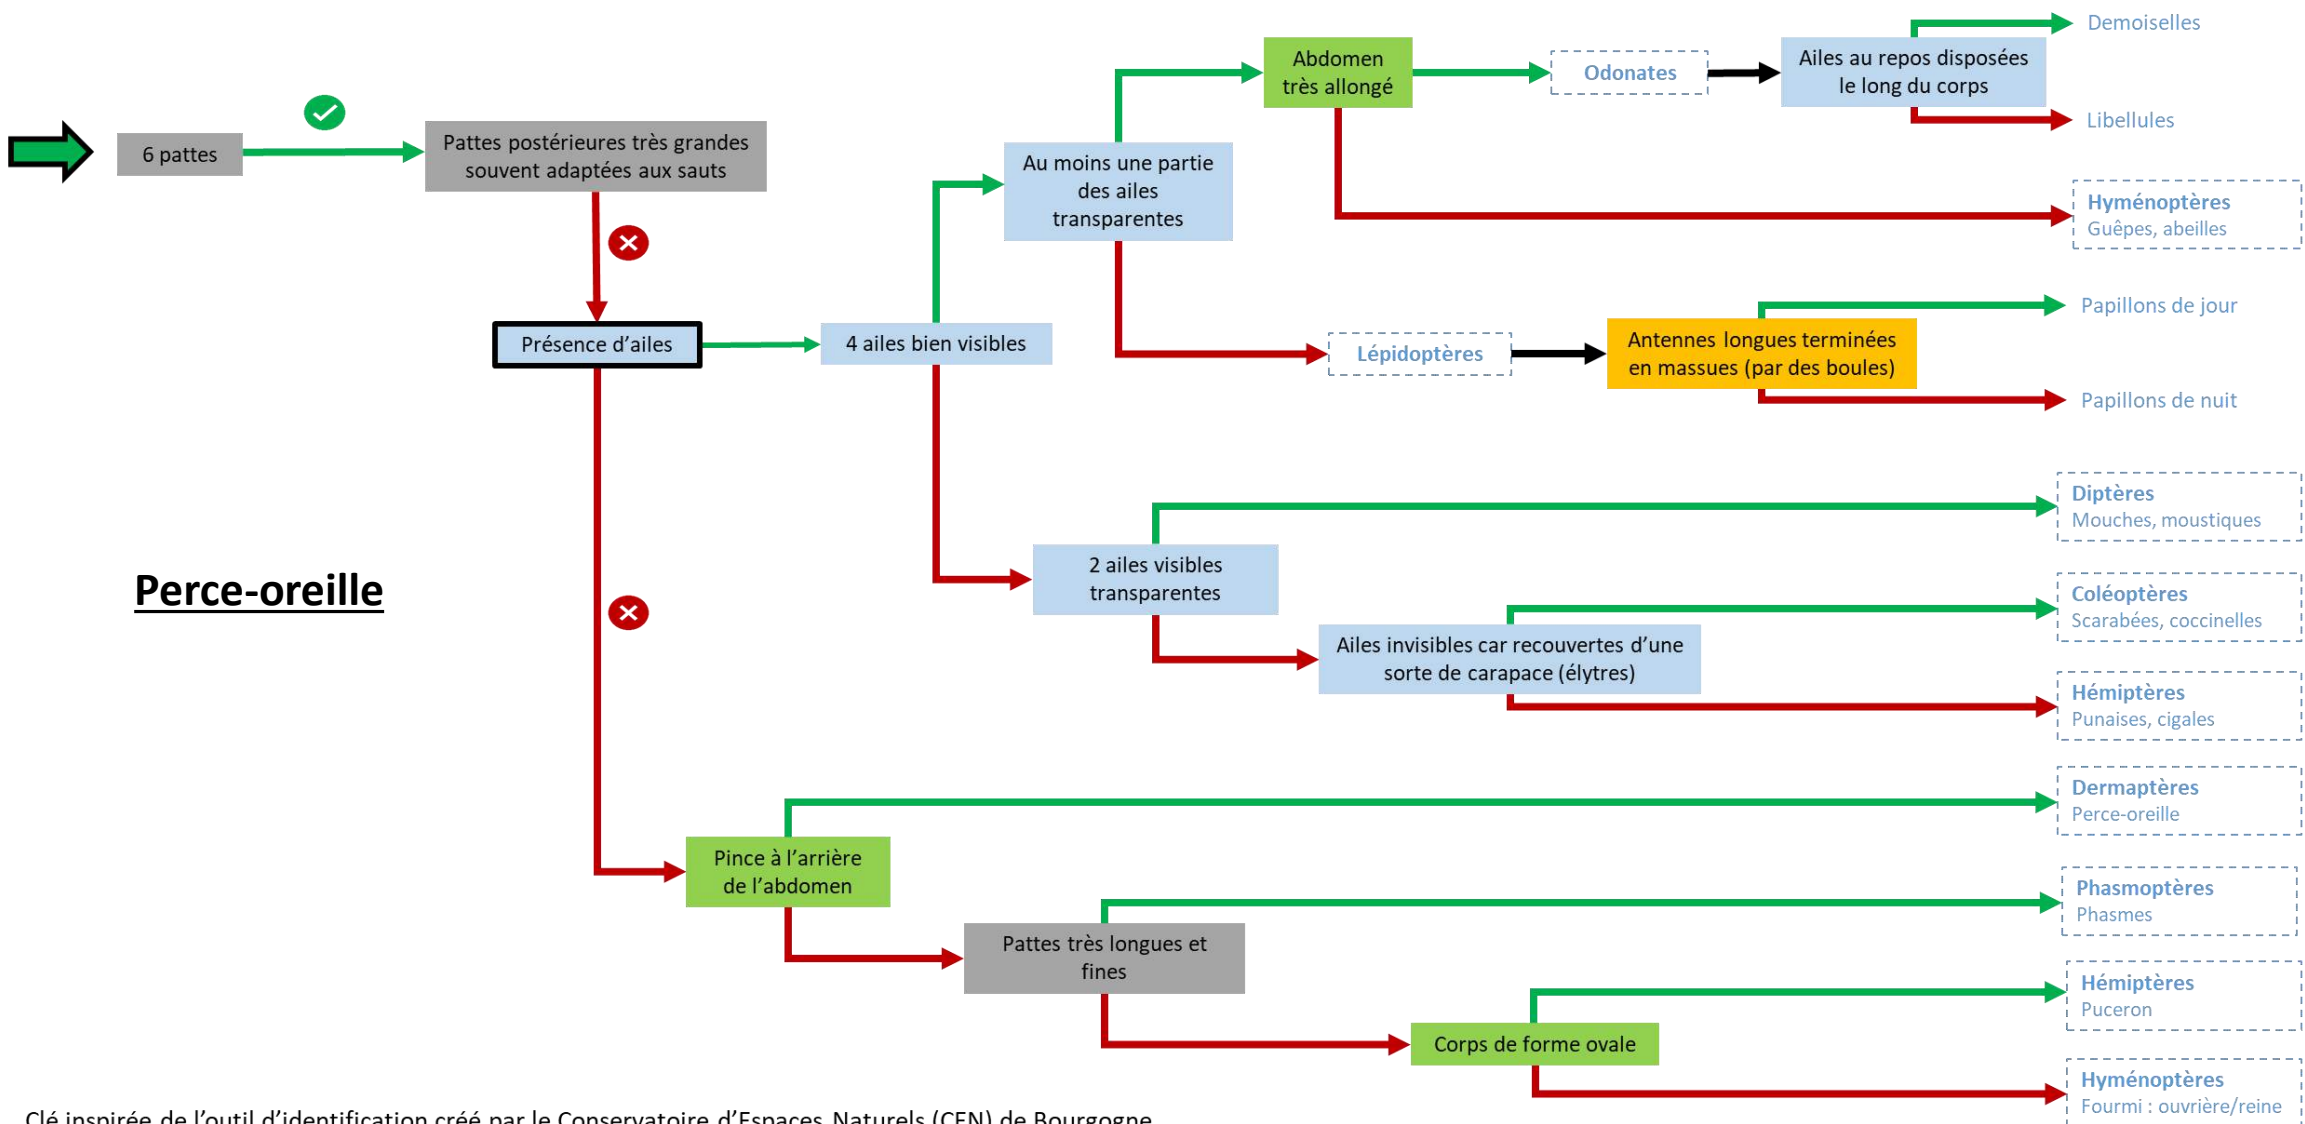 Demoiselles
Abdomen
très allongé
Odonates
Ailes au repos disposées
le long du corps
Libellules
6 pattes
Pattes postérieures très grandes
souvent adaptées aux sauts
Au moins une partie
des ailes
transparentes
Hyménoptères
Guêpes, abeilles
Présence d’ailes
4 ailes bien visibles
Lépidoptères
Antennes longues terminées
en massues (par des boules)
Papillons de jour
Papillons de nuit
Diptères
Mouches, moustiques
2 ailes visibles
transparentes
Perce-oreille
Coléoptères
Scarabées, coccinelles
Ailes invisibles car recouvertes d’une
sorte de carapace (élytres)
Hémiptères
Punaises, cigales
Dermaptères
Perce-oreille
Pince à l’arrière
de l’abdomen
Phasmoptères
Phasmes
Pattes très longues et
fines
Hémiptères
Puceron
Corps de forme ovale
Hyménoptères
Fourmi : ouvrière/reine
Clé inspirée de l’outil d’identification créé par le Conservatoire d’Espaces Naturels (CEN) de Bourgogne